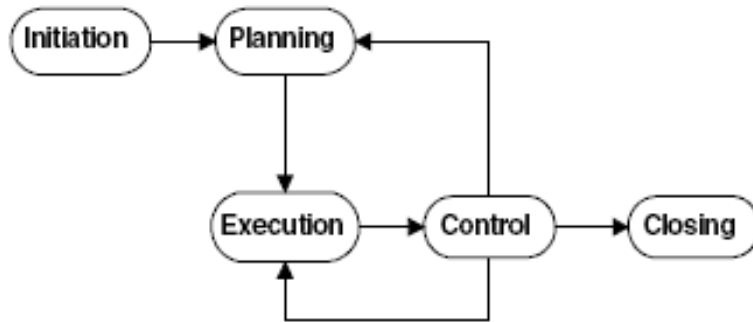 Initiation
Planning
Execution
Control
Closing